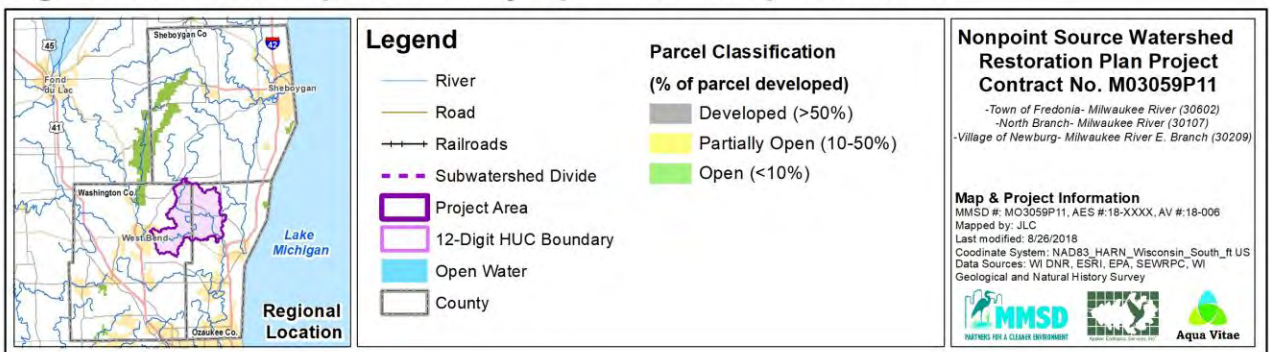 Sheboygan Co
45
42
Fond
du Lac
Sheboygan
41
Washington Co.
West Bend
Lake
Michigan
Ozaukee Co.
Regional
Location
Legend
River
Road
Railroads
Subwatershed Divide
Project Area
12-Digit HUC Boundary
Open Water
County
Parcel Classification
(% of parcel developed)
Developed (>50%)
Partially Open (10-50%)
Open (<10%)
Nonpoint Source Watershed
Restoration Plan Project
Contract No. M03059P11
-Town of Fredonia- Milwaukee River (30602)
-North Branch- Milwaukee River (30107)
-Village of Newburg- Milwaukee River E. Branch (30209)
Map & Project Information
MMSD #: MO3059P11, AES #:18-XXXX, AV #:18-006
Mapped by: JLC
Last modified: 8/26/2018
Coodinate System: NAD83_HARN_Wisconsin_South_ft US
Data Sources: WI DNR, ESRI, EPA, SEWRPC, WI
Geological and Natural History Survey
MMSD
PARTNERS FOR A CLEANER ENVIRONMENT
Applied Ecological Services, Inc.
Aqua Vitae